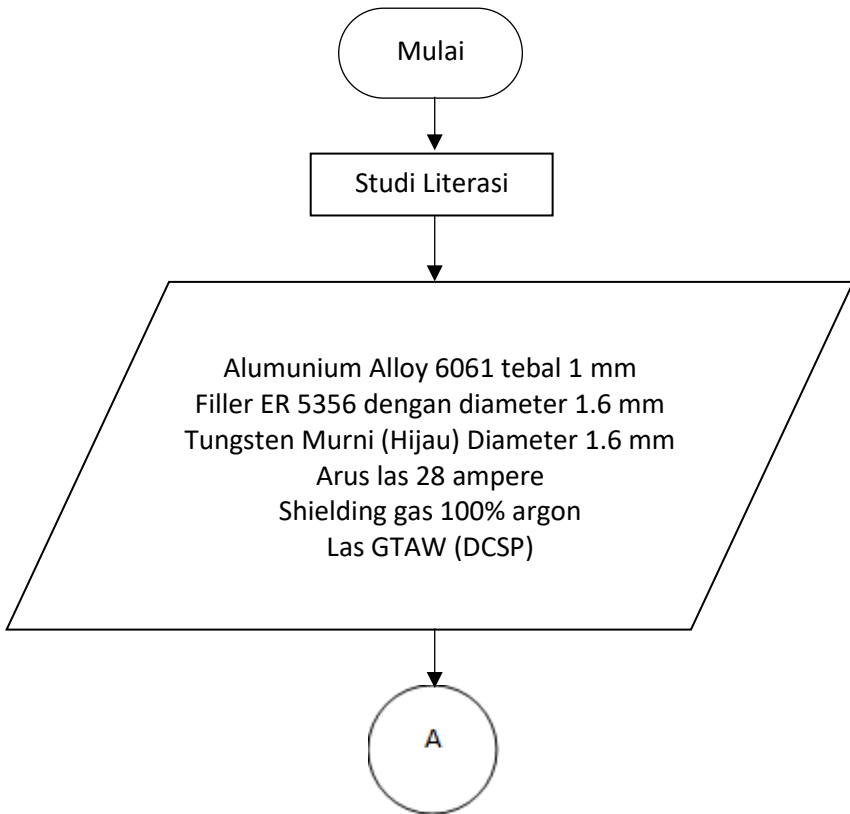 Mulai
Studi Literasi
Alumunium Alloy 6061 tebal 1 mm
Filler ER 5356 dengan diameter 1.6 mm
Tungsten Murni (Hijau) Diameter 1.6 mm
Arus las 28 ampere
Shielding gas 100% argon
Las GTAW (DCSP)
A